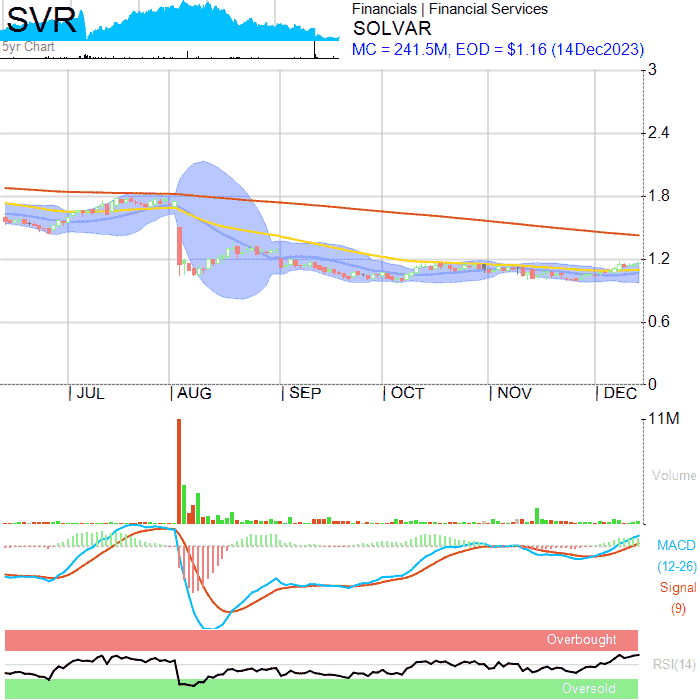 SVR
5yr Chart
Financials | Financial Services
SOLVAR
MC = 241.5M, EOD = $1.16 (14Dec2023)
3
2.4
1.8
1.2
0.6
0
| JUL | AUG | SEP | OCT | NOV | DEC
11M
Volume
MACD
(12-26)
Signal
(9)
Overbought
RSI(14)
Oversold